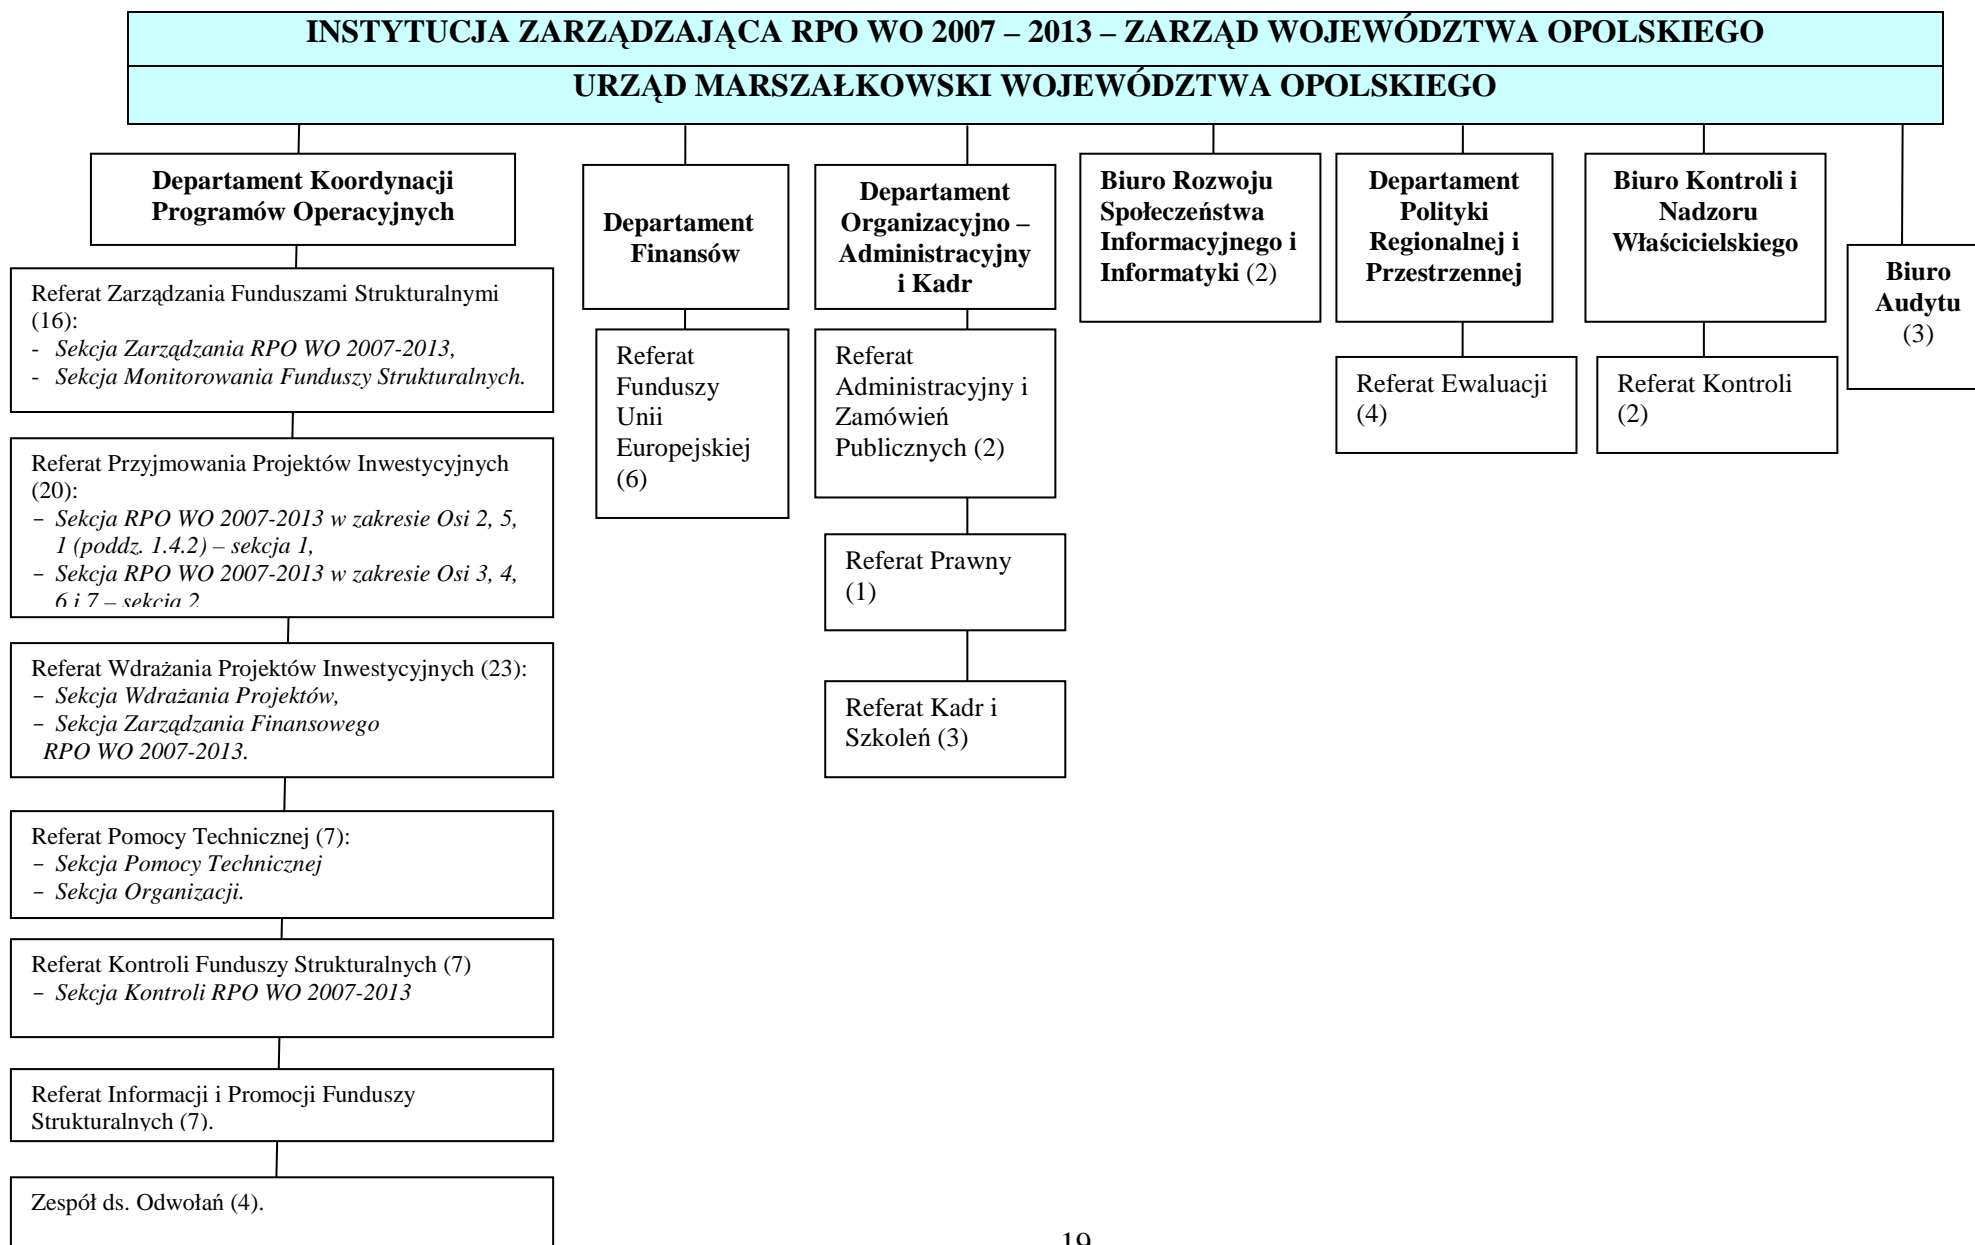 INSTYTUCJA ZARZĄDZAJĄCA RPO WO 2007 – 2013 – ZARZĄD WOJEWÓDZTWA OPOLSKIEGO
URZĄD MARSZAŁKOWSKI WOJEWÓDZTWA OPOLSKIEGO
Departament Koordynacji
Programów Operacyjnych
Referat Zarządzania Funduszami Strukturalnymi
(16):
- Sekcja Zarządzania RPO WO 2007-2013,
- Sekcja Monitorowania Funduszy Strukturalnych.
Referat Przyjmowania Projektów Inwestycyjnych
(20):
– Sekcja RPO WO 2007-2013 w zakresie Osi 2, 5,
1 (poddz. 1.4.2) – sekcja 1,
– Sekcja RPO WO 2007-2013 w zakresie Osi 3, 4,
6 i 7 – sekcja 2
Referat Wdrażania Projektów Inwestycyjnych (23):
– Sekcja Wdrażania Projektów,
– Sekcja Zarządzania Finansowego
RPO WO 2007-2013.
Referat Pomocy Technicznej (7):
– Sekcja Pomocy Technicznej
– Sekcja Organizacji.
Referat Kontroli Funduszy Strukturalnych (7)
– Sekcja Kontroli RPO WO 2007-2013
Referat Informacji i Promocji Funduszy
Strukturalnych (7).
Zespół ds. Odwołań (4).
Departament
Finansów
Referat
Funduszy
Unii
Europejskiej
(6)
Departament
Organizacyjno –
Administracyjny
i Kadr
Referat
Administracyjny i
Zamówień
Publicznych (2)
Referat Prawny
(1)
Referat Kadr i
Szkoleń (3)
Biuro Rozwoju
Społeczeństwa
Informacyjnego i
Informatyki (2)
Departament
Polityki
Regionalnej i
Przestrzennej
Referat Ewaluacji
(4)
Biuro Kontroli i
Nadzoru
Właścicielskiego
Referat Kontroli
(2)
Biuro
Audytu
(3)
19